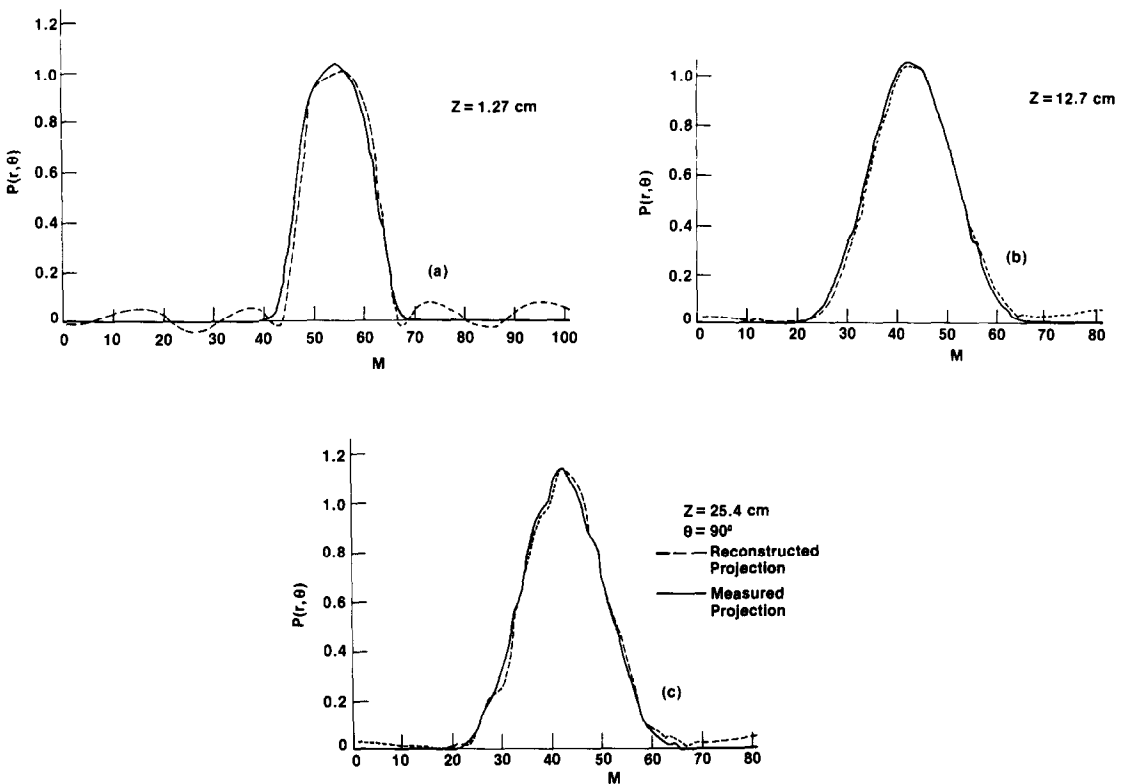 1.2
1.0
0.8
0.6
0.4
0.2
0
P(r,θ)
Z = 1.27 cm
(a)
0 10 20 30 40 50 60 70 80 90 100
M
1.0
0.8
0.6
0.4
0.2
0
P(r,θ)
Z = 12.7 cm
(b)
0 10 20 30 40 50 60 70 80
M
1.2
1.0
0.8
0.6
0.4
0.2
0
P(r,θ)
Z = 25.4 cm
θ = 90º
Reconstructed
Projection
Measured
Projection
(c)
0 10 20 30 40 50 60 70 80
M